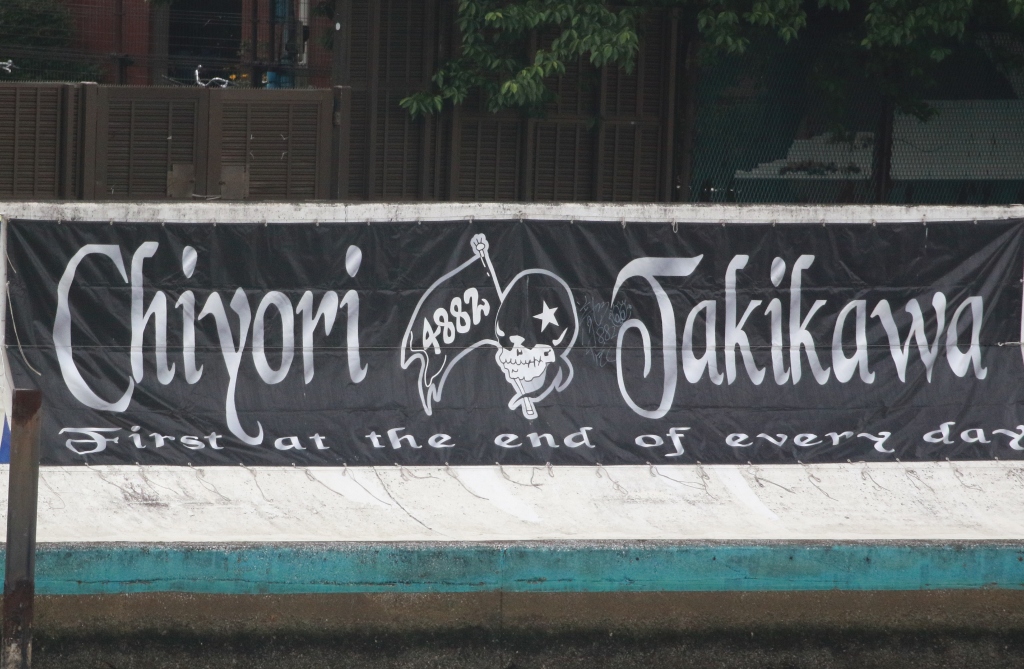 Chiyori 4882 Takikawa
First at the end of every day